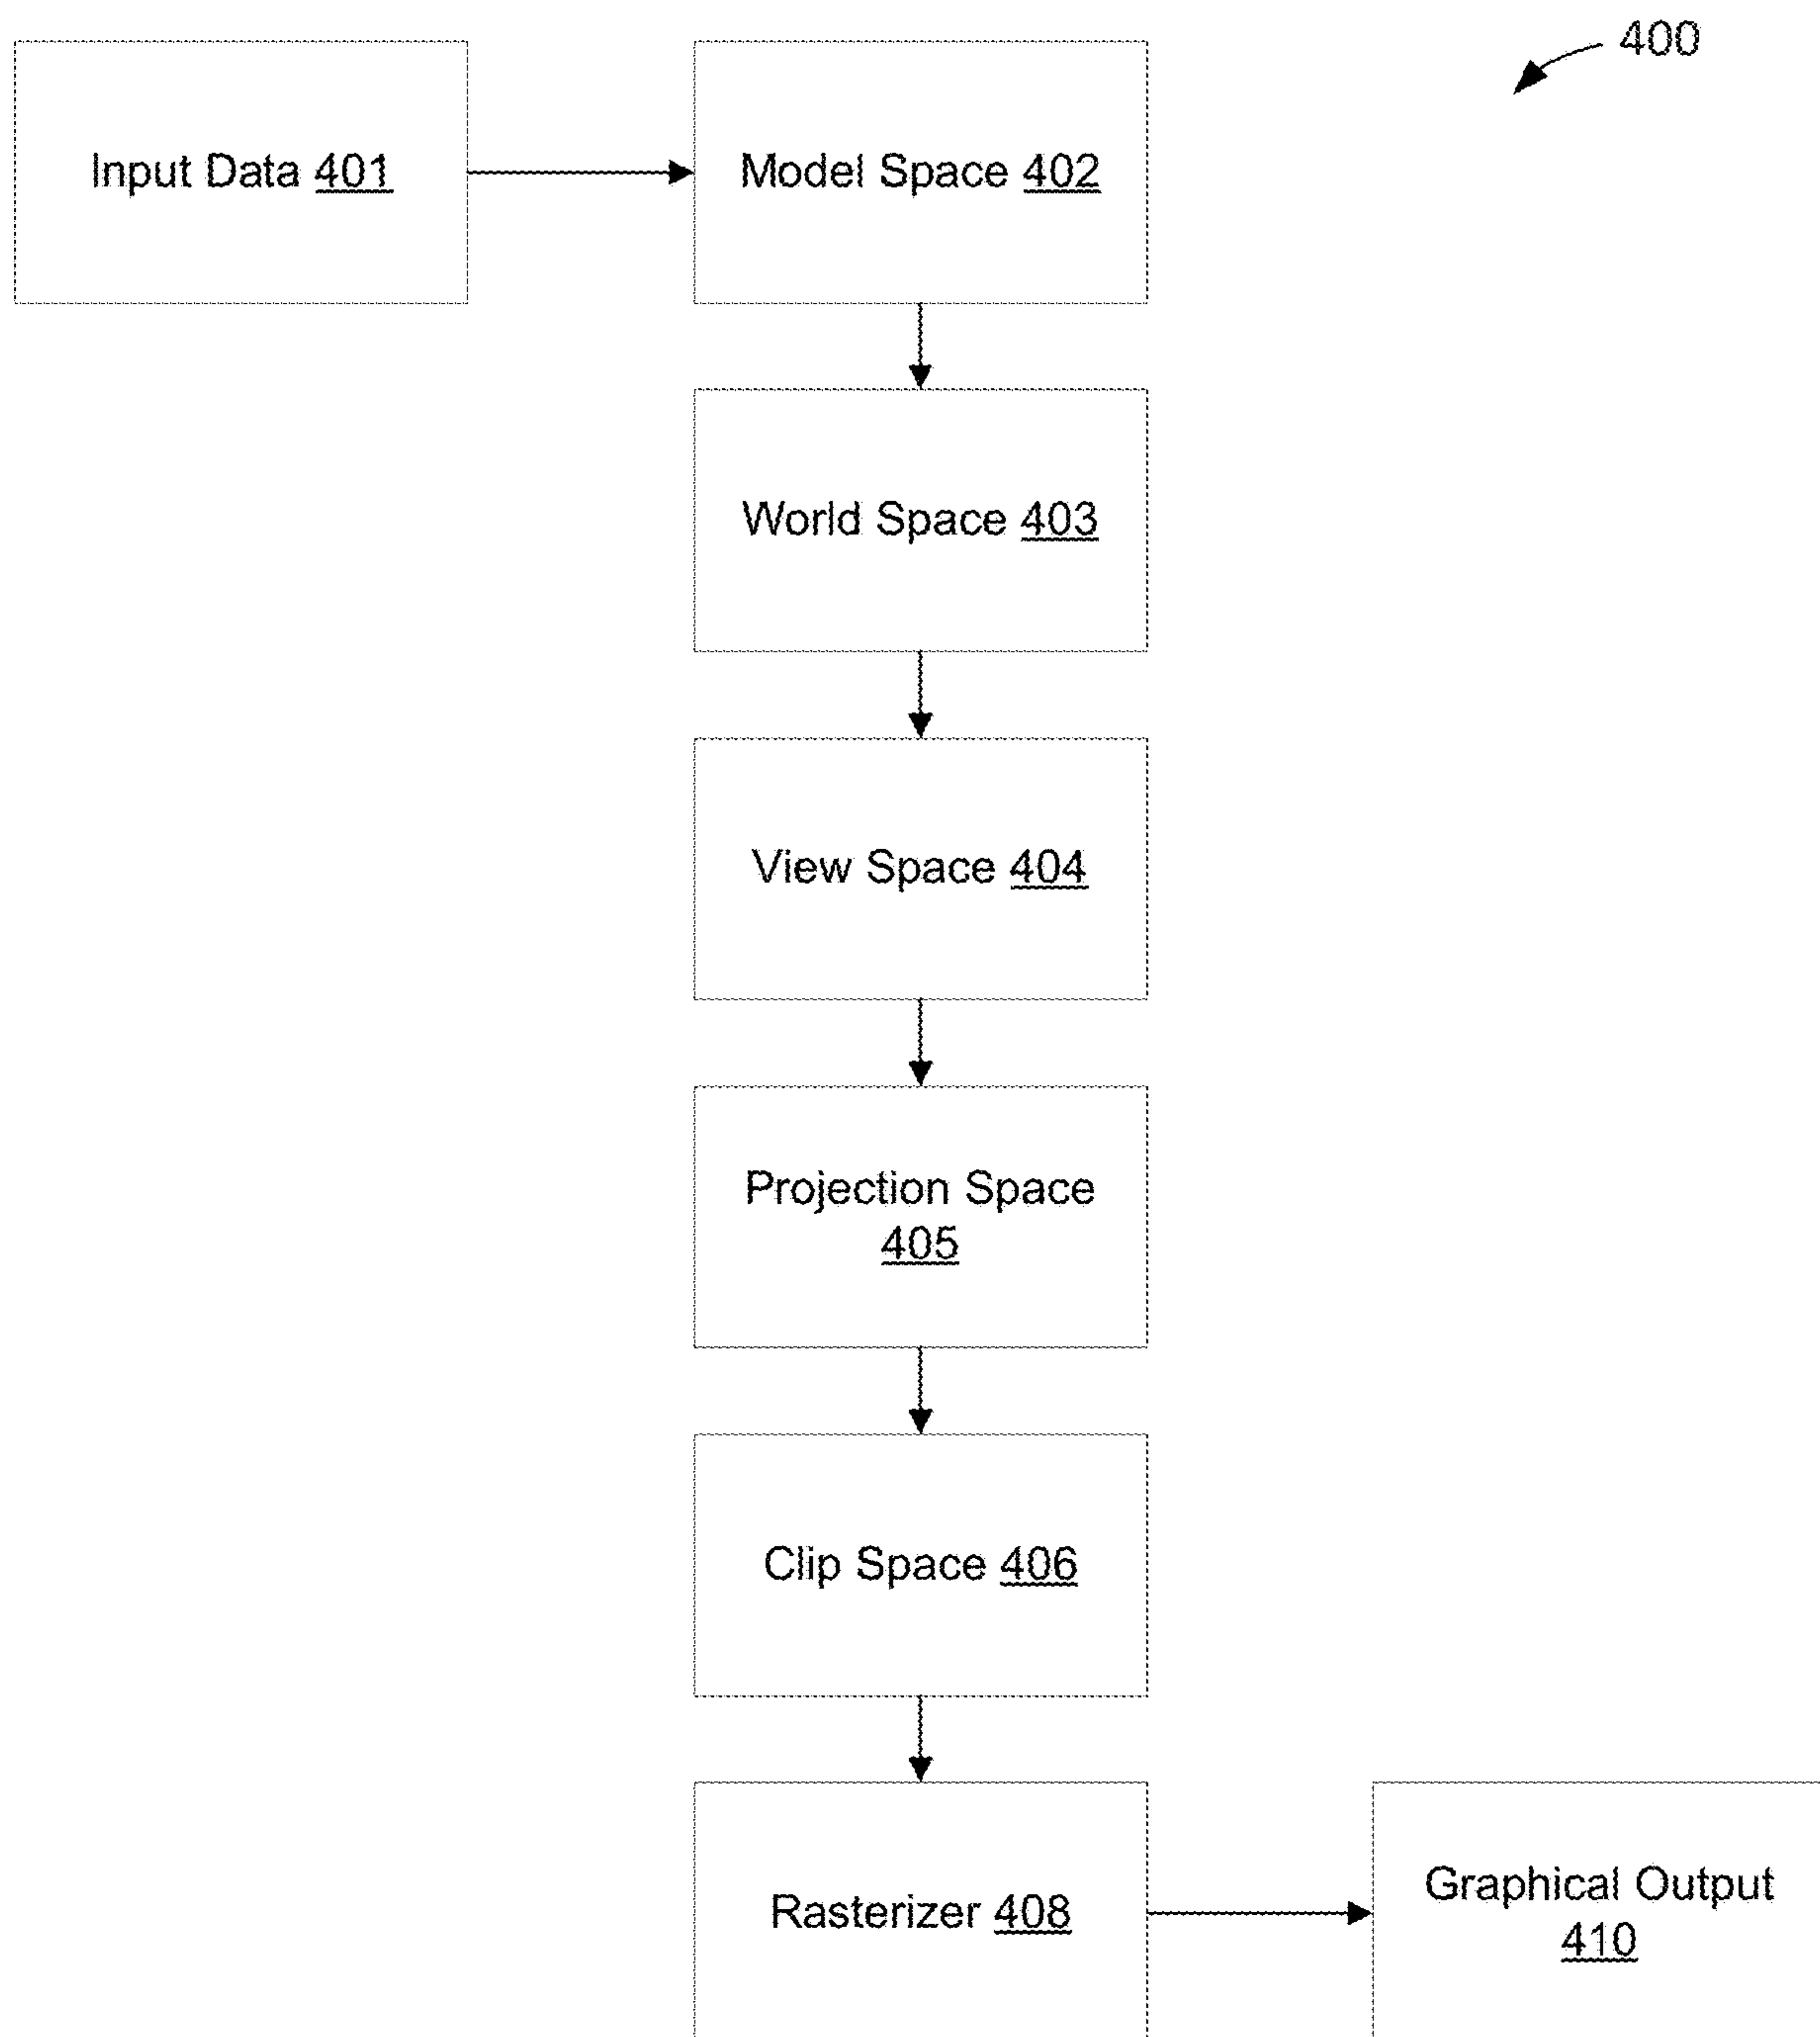 400
Input Data 401
Model Space 402
World Space 403
View Space 404
Projection Space
405
Clip Space 406
Rasterizer 408
Graphical Output
410